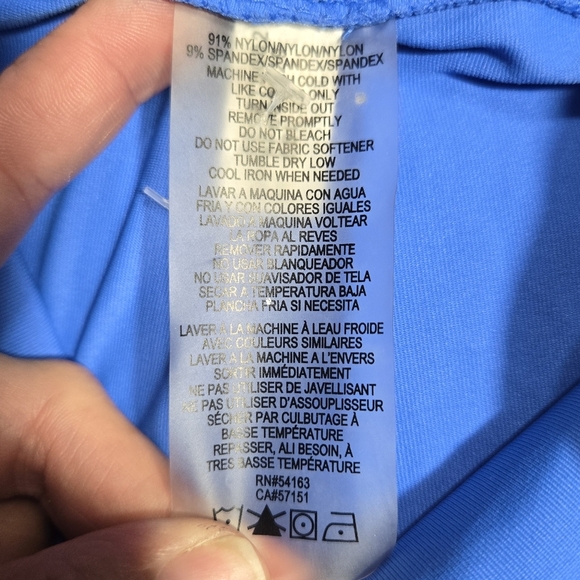 91% NYLON/NYLON/NYLON
9% SPANDEX/SPANDEX/SPANDEX
MACHINE WASH COLD WITH
LIKE COLORS ONLY
TURN INSIDE OUT
REMOVE PROMPTLY
DO NOT BLEACH
DO NOT USE FABRIC SOFTENER
TUMBLE DRY LOW
COOL IRON WHEN NEEDED
LAVAR A MAQUINA CON AGUA
FRIA Y CON COLORES IGUALES
MAQUINA VOLTEAR
LA ROPA AL REVES
REMOVER RAPIDAMENTE
NO USAR BLANQUEADOR
NO USAR SUAVISADOR DE TELA
SECAR A TEMPERATURA BAJA
PLANCHA FRIA SI NECESITA
LAVER À LA MACHINE À LEAU FROIDE
AVEC COULEURS SIMILAIRES
LAVER À LA MACHINE A L'ENVERS
SORTIR IMMÉDIATEMENT
NE PAS UTILISER DE JAVELLISANT
NE PAS UTILISER D'ASSOUPLISSEUR
SÉCHER PAR CULBUTAGE À
BASSE TEMPÉRATURE
REPASSER, ALI BESOIN, À
TRES BASSE TEMPÉRATURE
RN#54163
CA#57151